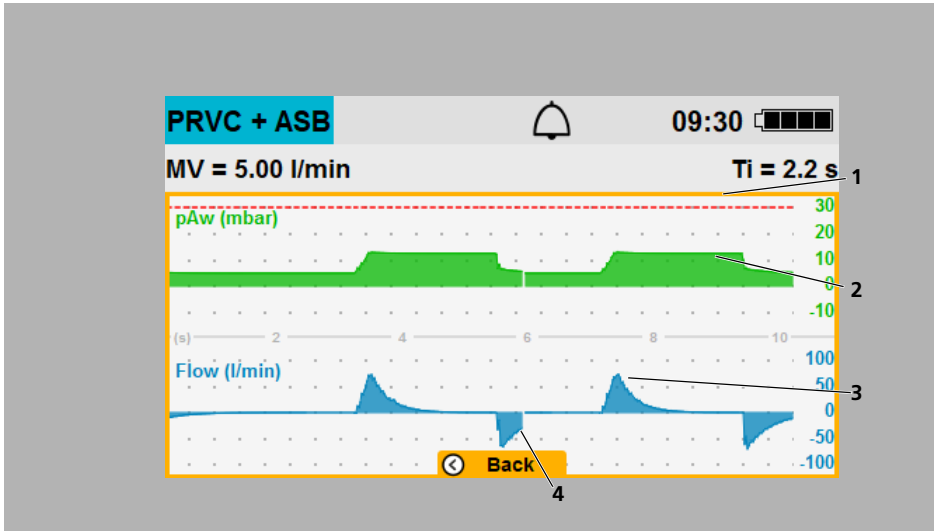 PRVC + ASB 09:30
MV = 5.00 l/min Ti = 2.2 s
1
30
pAw (mbar)
20
10
2
0
-10
(s) 2 4 6 8 10
100
Flow (l/min)
50
3
0
-50
-100
Back
4